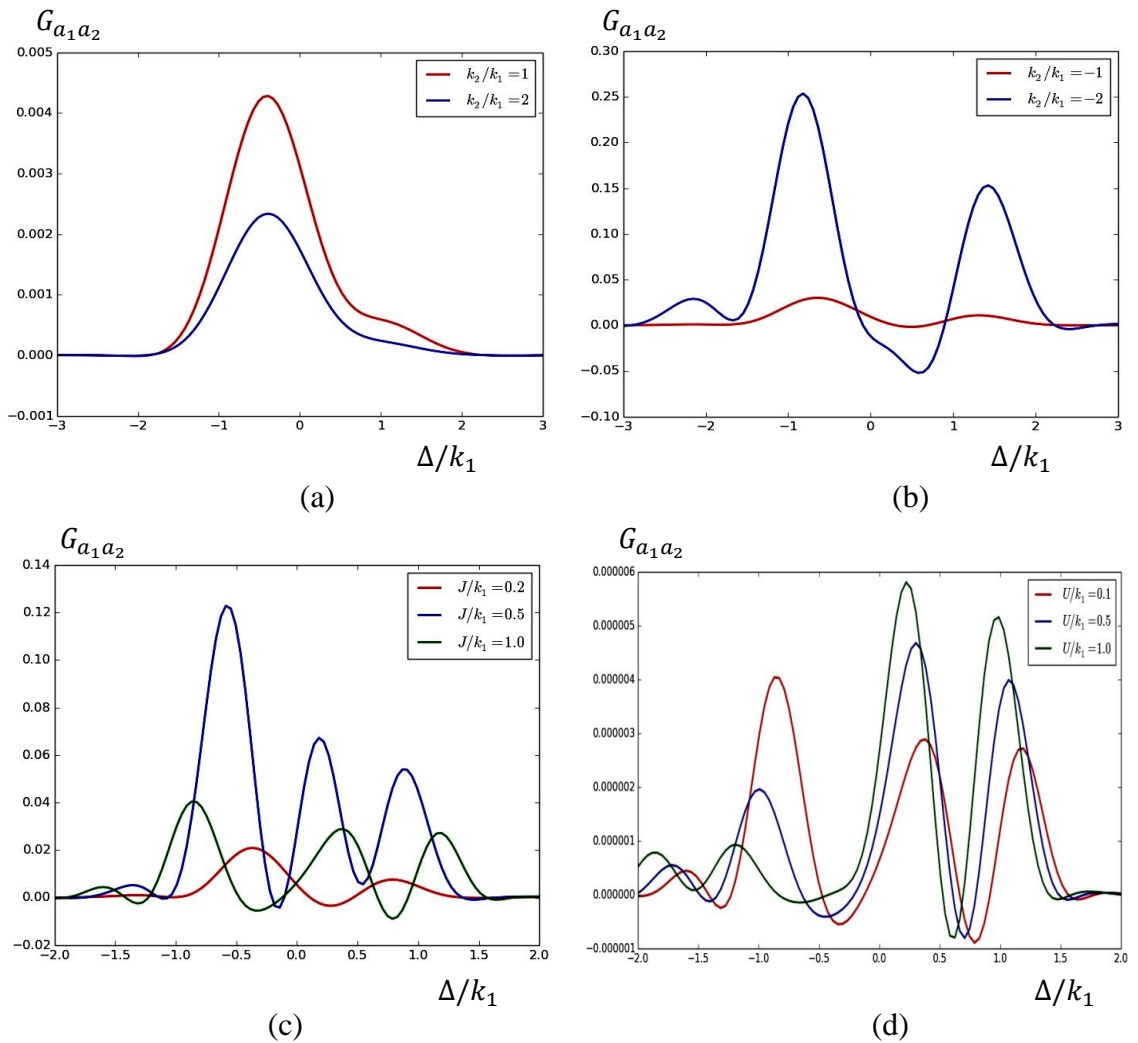 G_{a_1 a_2}
0.005
0.004
0.003
0.002
0.001
0.000
−0.001
−3 −2 −1 0 1 2 3
k_2/k_1 = 1
k_2/k_1 = 2
Δ/k_1
(a)
G_{a_1 a_2}
0.30
0.25
0.20
0.15
0.10
0.05
0.00
−0.05
−0.10
−3 −2 −1 0 1 2 3
k_2/k_1 = −1
k_2/k_1 = −2
Δ/k_1
(b)
G_{a_1 a_2}
0.14
0.12
0.10
0.08
0.06
0.04
0.02
0.00
−0.02
−2.0 −1.5 −1.0 −0.5 0.0 0.5 1.0 1.5 2.0
J/k_1 = 0.2
J/k_1 = 0.5
J/k_1 = 1.0
Δ/k_1
(c)
G_{a_1 a_2}
0.000006
0.000005
0.000004
0.000003
0.000002
0.000001
0.000000
−0.000001
−2.0 −1.5 −1.0 −0.5 0.0 0.5 1.0 1.5 2.0
U/k_1 = 0.1
U/k_1 = 0.5
U/k_1 = 1.0
Δ/k_1
(d)